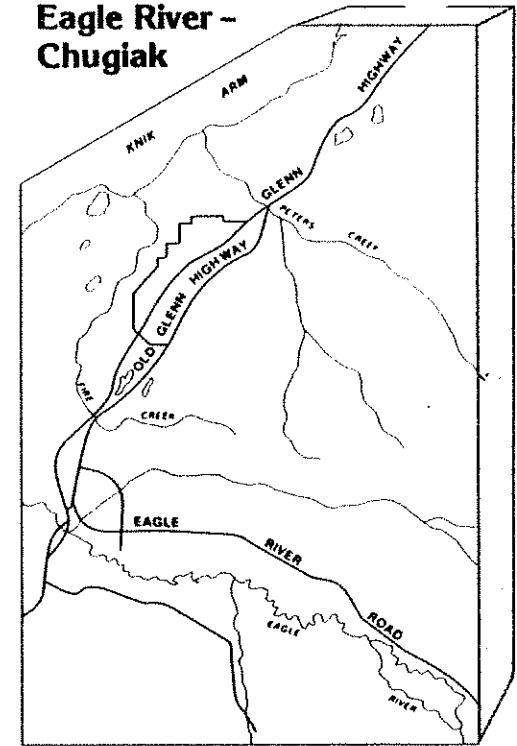 Eagle River –
Chugiak
KNIK ARM
GLENN HIGHWAY
PETERS CREEK
OLD GLENN HIGHWAY
FIRE CREEK
EAGLE RIVER ROAD
EAGLE RIVER